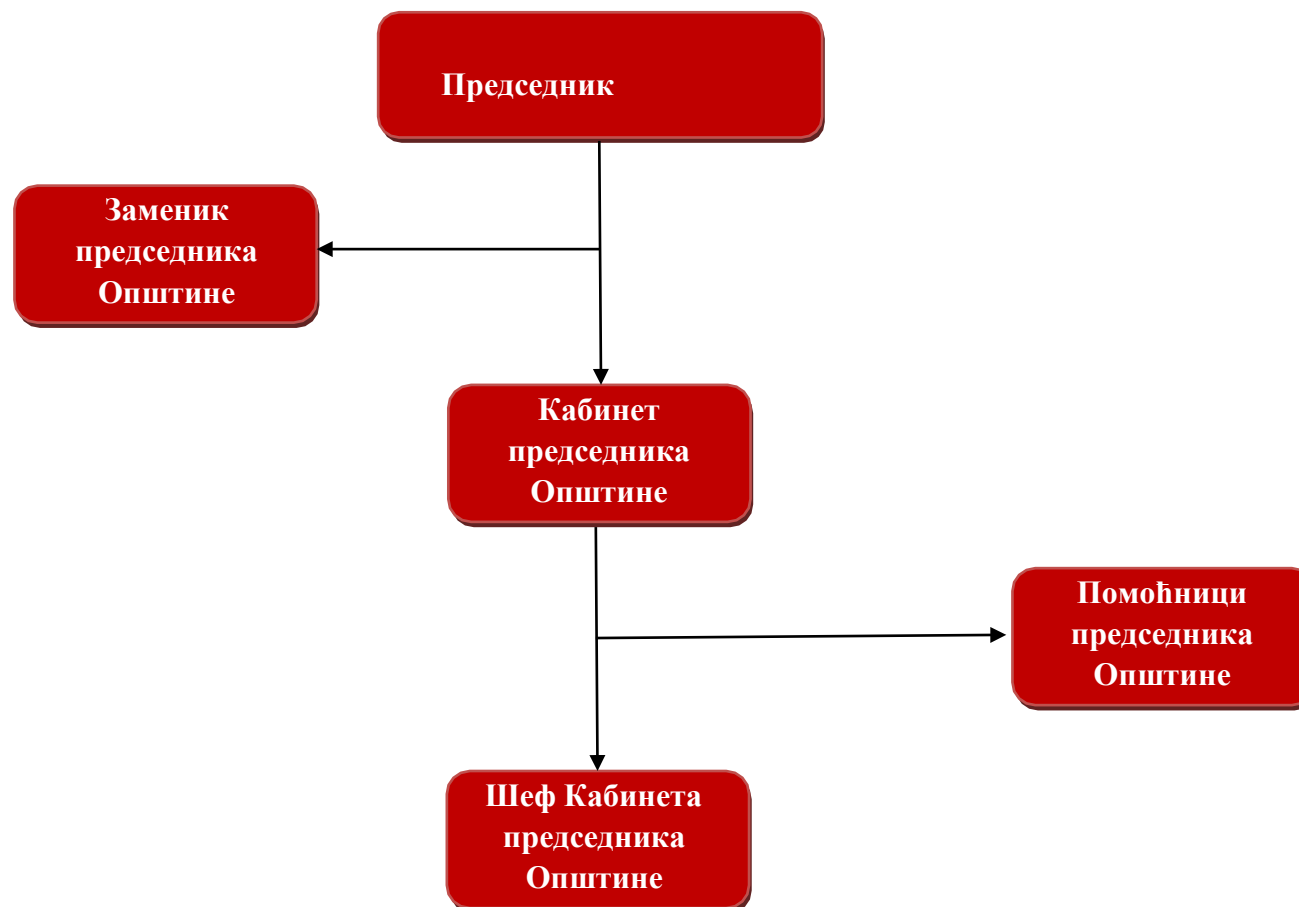 Председник
Заменик
председника
Општине
Кабинет
председника
Општине
Помоћници
председника
Општине
Шеф Кабинета
председника
Општине